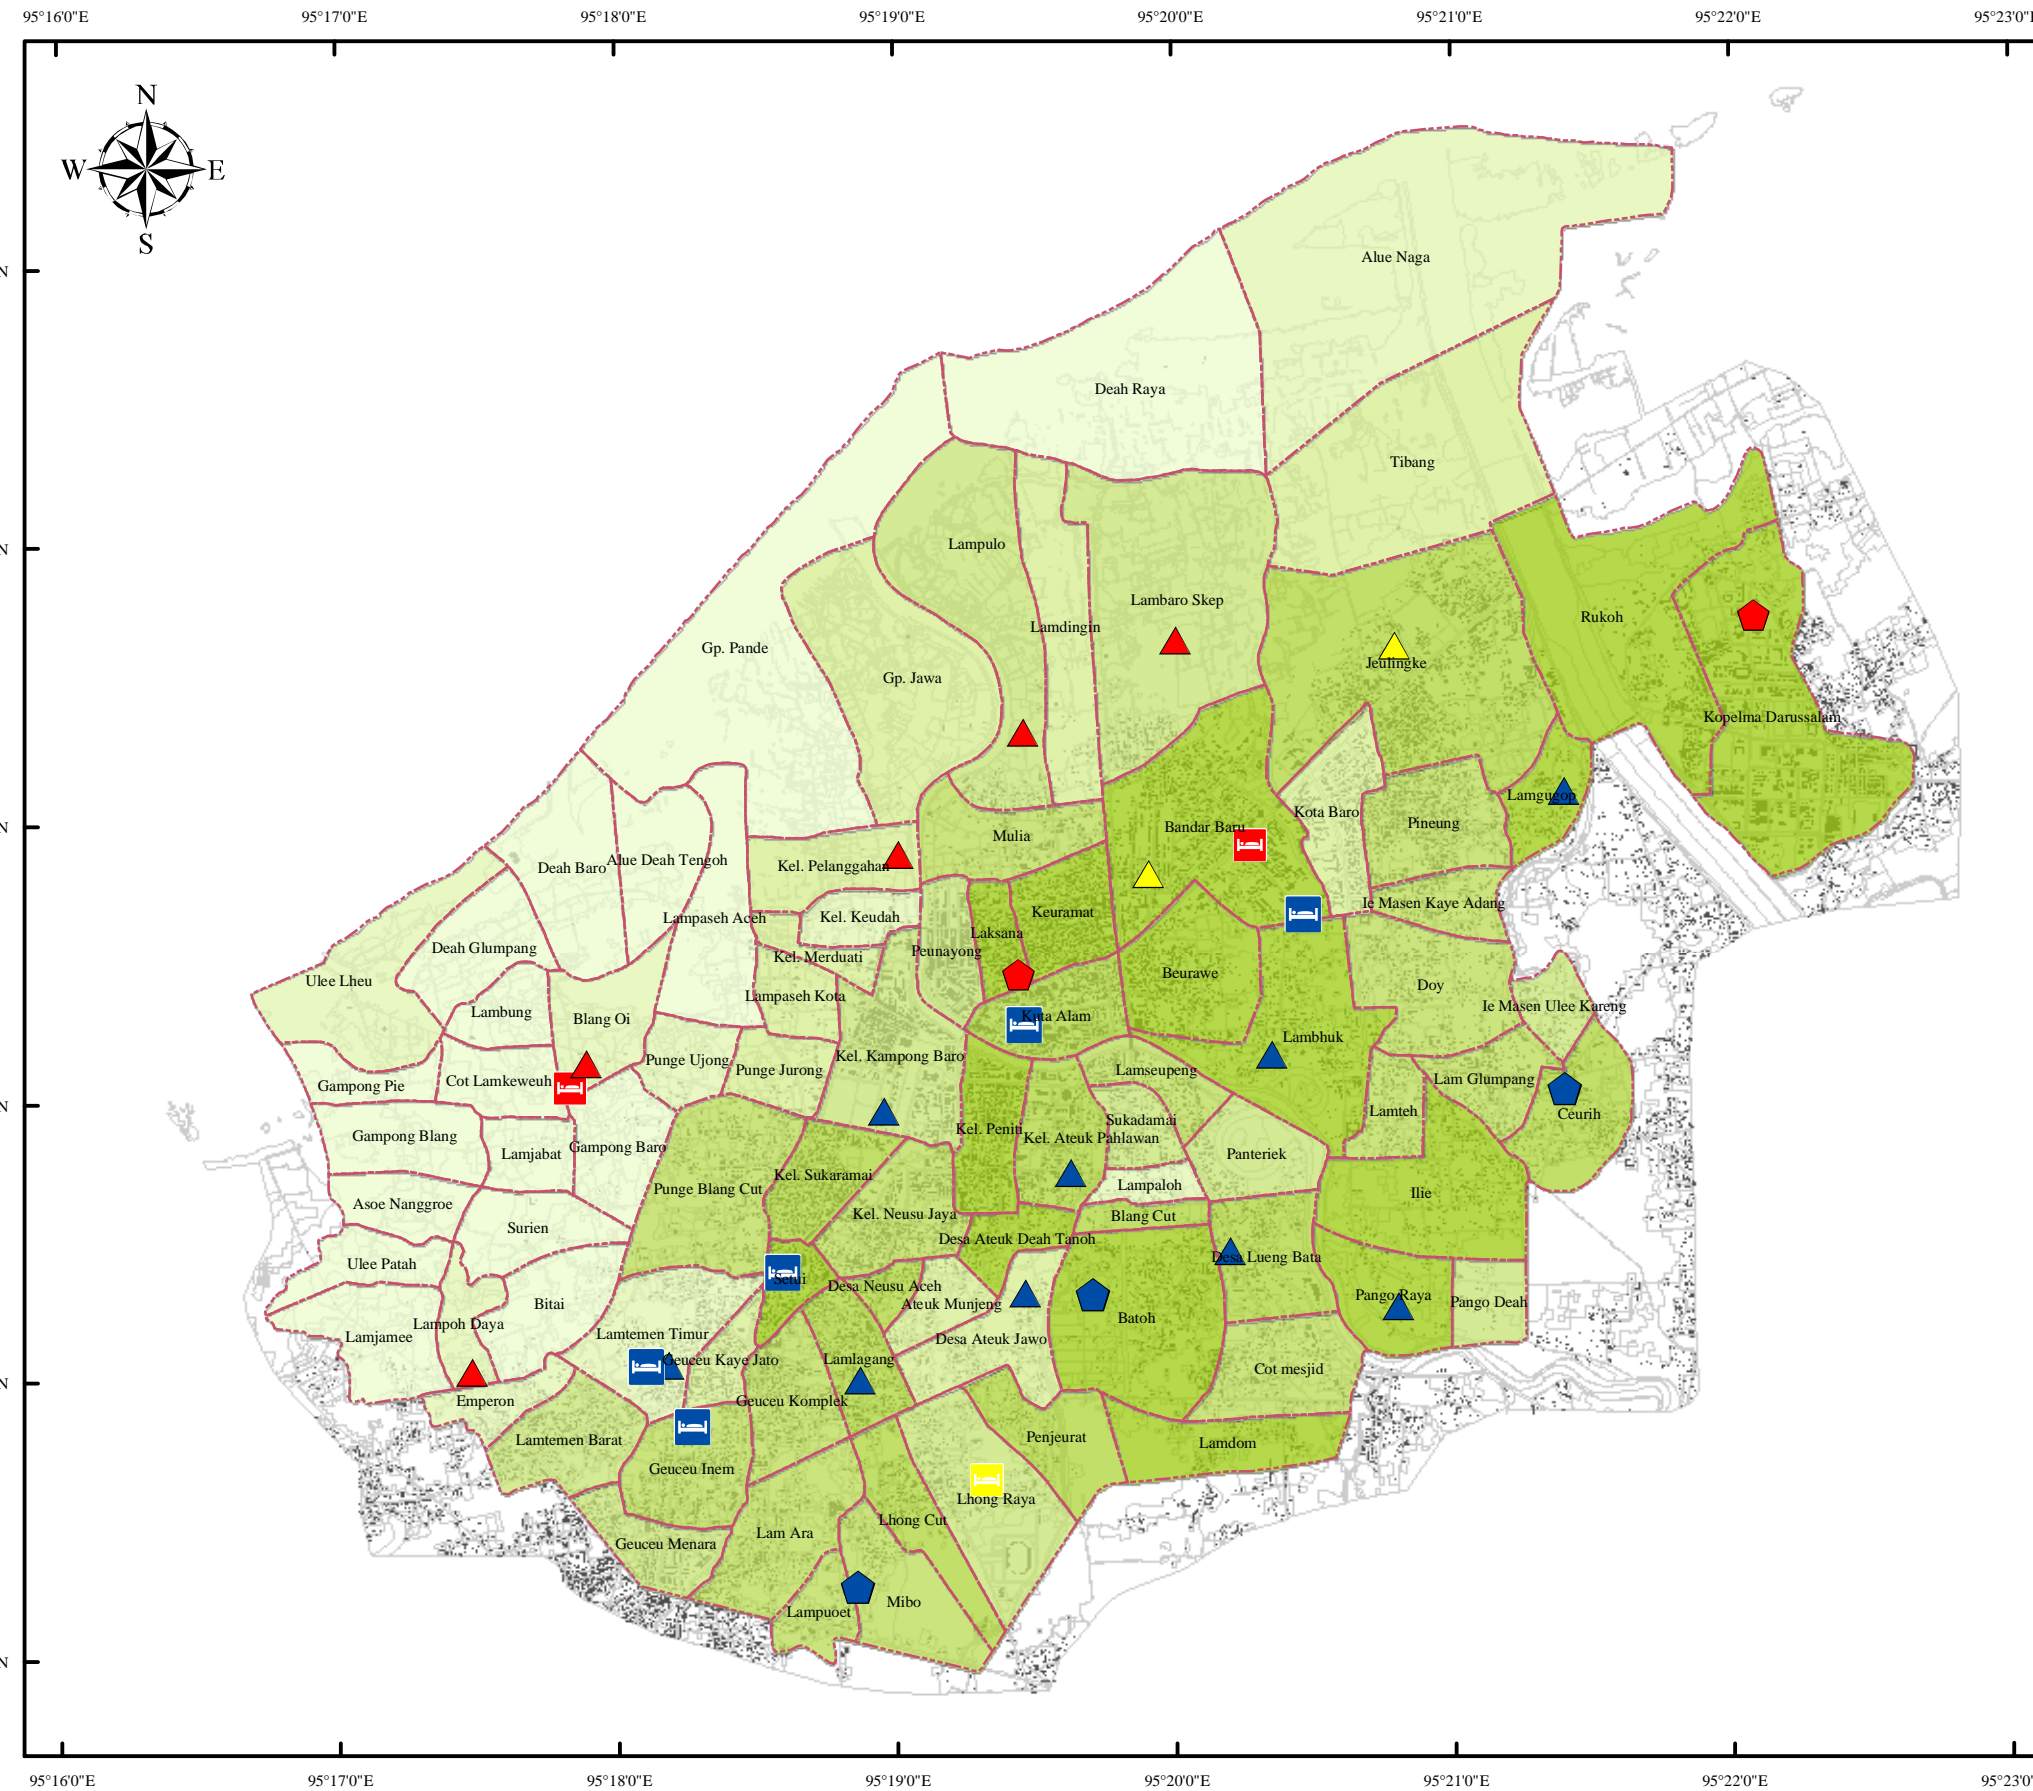 95°16'0"E 95°17'0"E 95°18'0"E 95°19'0"E 95°20'0"E 95°21'0"E 95°22'0"E 95°23'0"E
N
W E
S
Alue Naga
N
Deah Raya
Tibang
N
Lampulo
Lambaro Skep
Rukoh
Lamdingin
Gp. Pande
Jeulingke
Gp. Jawa
Kopelma Darussalam
Lamgugop
Kota Baro
Pineung
N
Bandar Baru
Mulia
Alue Deah Tengoh
Kel. Pelanggahan
Deah Baro
Ie Masen Kaye Adang
Keuramat
Kel. Keudah
Lampaseh Aceh
Laksana
Deah Glumpang
Peunayong
Kel. Merduati
Beurawe
Ulee Lheu
Doy
Lampaseh Kota
Ie Masen Ulee Kareng
Lambung
Kuta Alam
Blang Oi
Lambhuk
Kel. Kampong Baro
Punge Ujong
Punge Jurong
Lamseupeng
Cot Lamkeweuh
Lam Glumpang
Gampong Pie
N
Lamteh
Ceurih
Sukadamai
Kel. Peniti
Gampong Blang
Kel. Ateuk Pahlawan
Gampong Baro
Lamjabat
Panteriek
Kel. Sukaramai
Lampaloh
Punge Blang Cut
Ilie
Asoe Nanggroe
Kel. Neusu Jaya
Blang Cut
Surien
Desa Ateuk Deah Tanoh
Desa Lueng Bata
Ulee Patah
Setui
Desa Neusu Aceh
Pango Raya
Pango Deah
Bitai
Ateuk Munjeng
Batoh
Lampoh Daya
Lamtemen Timur
Lamjamee
Desa Ateuk Jawo
Geuceu Kaye Jato
Lamlagang
Cot mesjid
N
Emperon
Geuceu Komplek
Penjeurat
Lamtemen Barat
Lamdom
Geuceu Inem
Lhong Raya
Lhong Cut
Lam Ara
Geuceu Menara
Mibo
Lampuoet
N
95°16'0"E 95°17'0"E 95°18'0"E 95°19'0"E 95°20'0"E 95°21'0"E 95°22'0"E 95°23'0"E